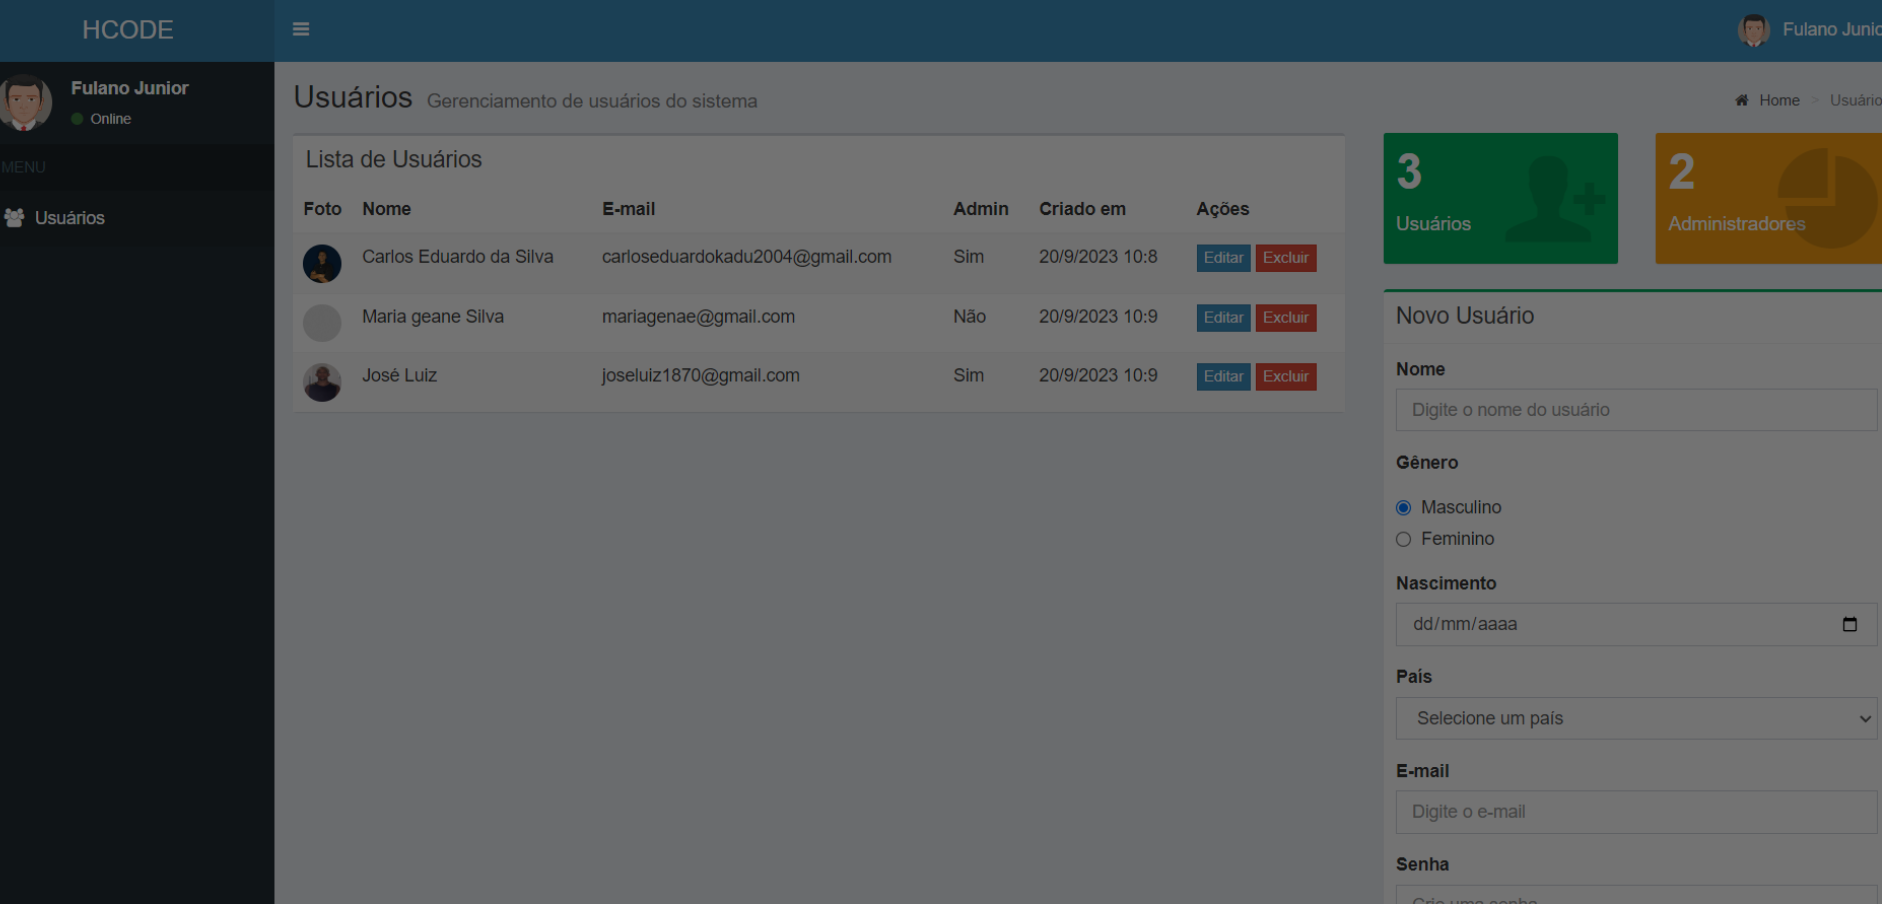 HCODE
Fulano Junio
Fulano Junior
Online
MENU
Usuários
Usuários Gerenciamento de usuários do sistema
Home > Usuário
Lista de Usuários
Foto Nome E-mail Admin Criado em Ações
Carlos Eduardo da Silva carloseduardokadu2004@gmail.com Sim 20/9/2023 10:8 Editar Excluir
Maria geane Silva mariagenae@gmail.com Não 20/9/2023 10:9 Editar Excluir
José Luiz joseluiz1870@gmail.com Sim 20/9/2023 10:9 Editar Excluir
3
Usuários
2
Administradores
Novo Usuário
Nome
Digite o nome do usuário
Gênero
Masculino
Feminino
Nascimento
dd/mm/aaaa
País
Selecione um país
E-mail
Digite o e-mail
Senha
Crie uma senha